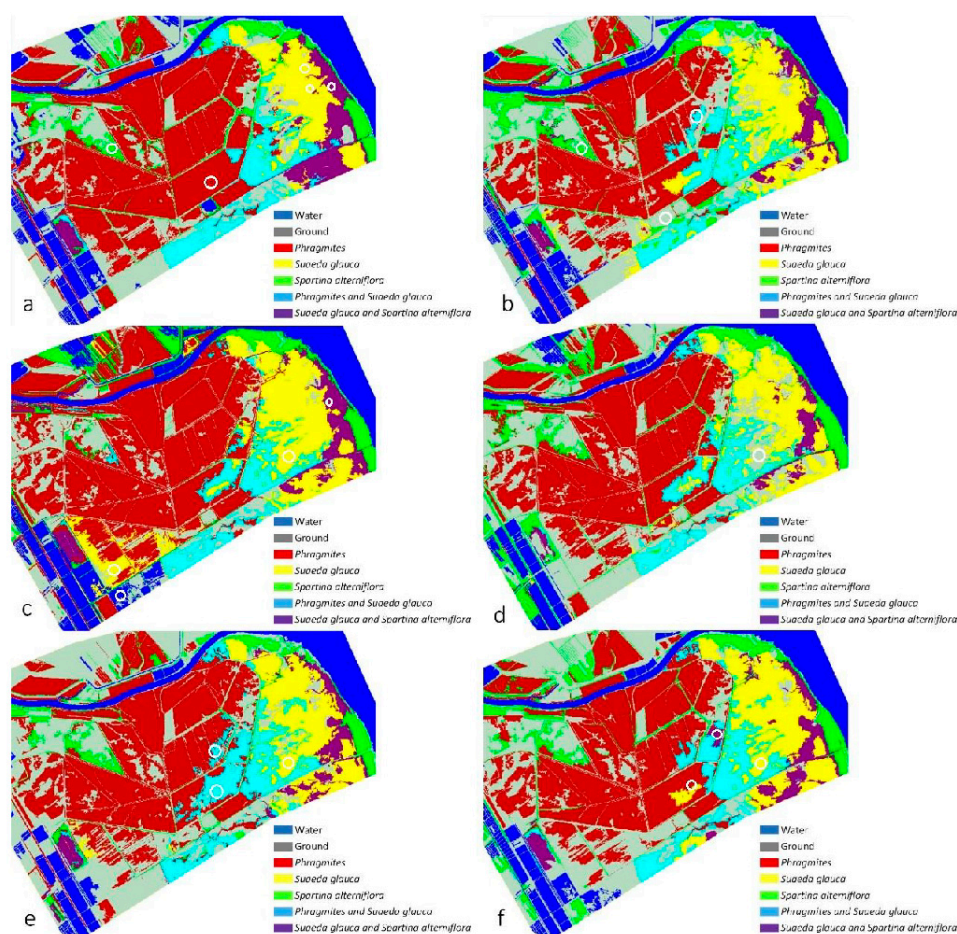 Water
Ground
Phragmites
Suaeda glauca
Spartina alterniflora
Phragmites and Suaeda glauca
Suaeda glauca and Spartina alterniflora
a
Water
Ground
Phragmites
Suaeda glauca
Spartina alterniflora
Phragmites and Suaeda glauca
Suaeda glauca and Spartina alterniflora
b
Water
Ground
Phragmites
Suaeda glauca
Spartina alterniflora
Phragmites and Suaeda glauca
Suaeda glauca and Spartina alterniflora
c
Water
Ground
Phragmites
Suaeda glauca
Spartina alterniflora
Phragmites and Suaeda glauca
Suaeda glauca and Spartina alterniflora
d
Water
Ground
Phragmites
Suaeda glauca
Spartina alterniflora
Phragmites and Suaeda glauca
Suaeda glauca and Spartina alterniflora
e
Water
Ground
Phragmites
Suaeda glauca
Spartina alterniflora
Phragmites and Suaeda glauca
Suaeda glauca and Spartina alterniflora
f